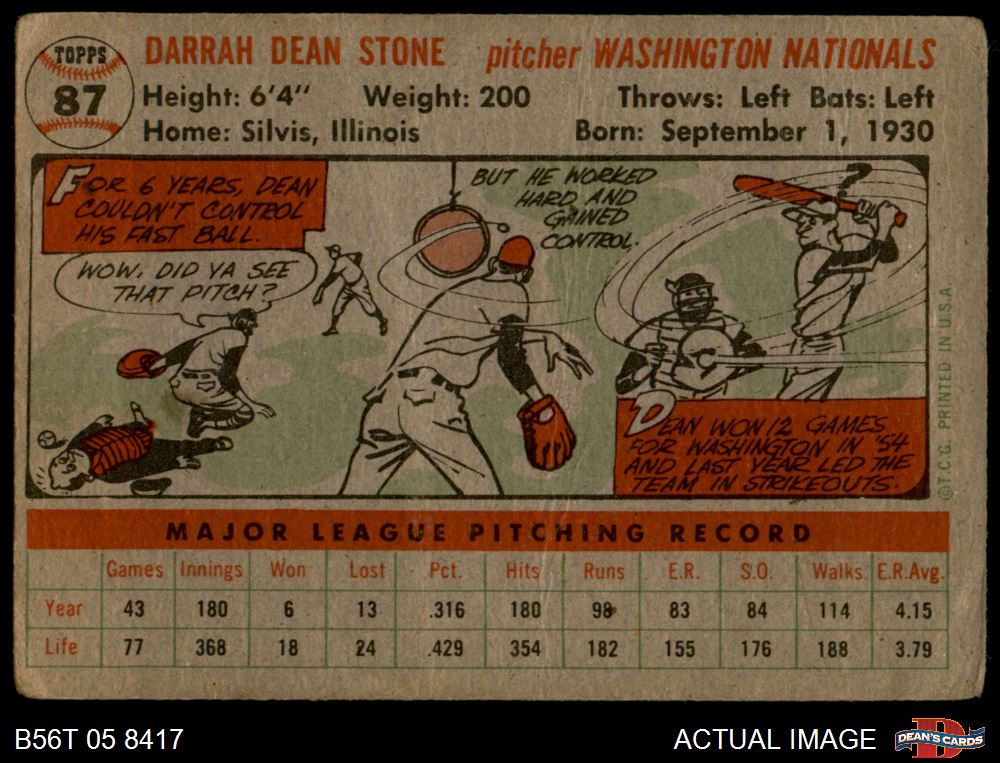 TOPPS
87
DARRAH DEAN STONE pitcher WASHINGTON NATIONALS
Height: 6'4" Weight: 200 Throws: Left Bats: Left
Home: Silvis, Illinois Born: September 1, 1930
FOR 6 YEARS, DEAN
COULDN'T CONTROL
HIS FAST BALL.
WOW, DID YA SEE
THAT PITCH?
BUT HE WORKED
HARD AND
GAINED
CONTROL.
?
C
DEAN WON 12 GAMES
FOR WASHINGTON IN '54
AND LAST YEAR LED THE
TEAM IN STRIKEOUTS.
©T.C.G. PRINTED IN U.S.A.
MAJOR LEAGUE PITCHING RECORD
Games Innings Won Lost Pct. Hits Runs E.R. S.O. Walks E.R.Avg.
Year 43 180 6 13 .316 180 98 83 84 114 4.15
Life 77 368 18 24 .429 354 182 155 176 188 3.79
B56T 05 8417 ACTUAL IMAGE DEAN'S CARDS